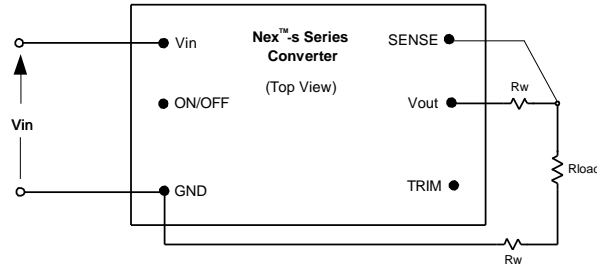 Nex™-s Series
Converter
(Top View)
Vin
SENSE
ON/OFF
Vout
Rw
Vin
Rload
GND
TRIM
Rw